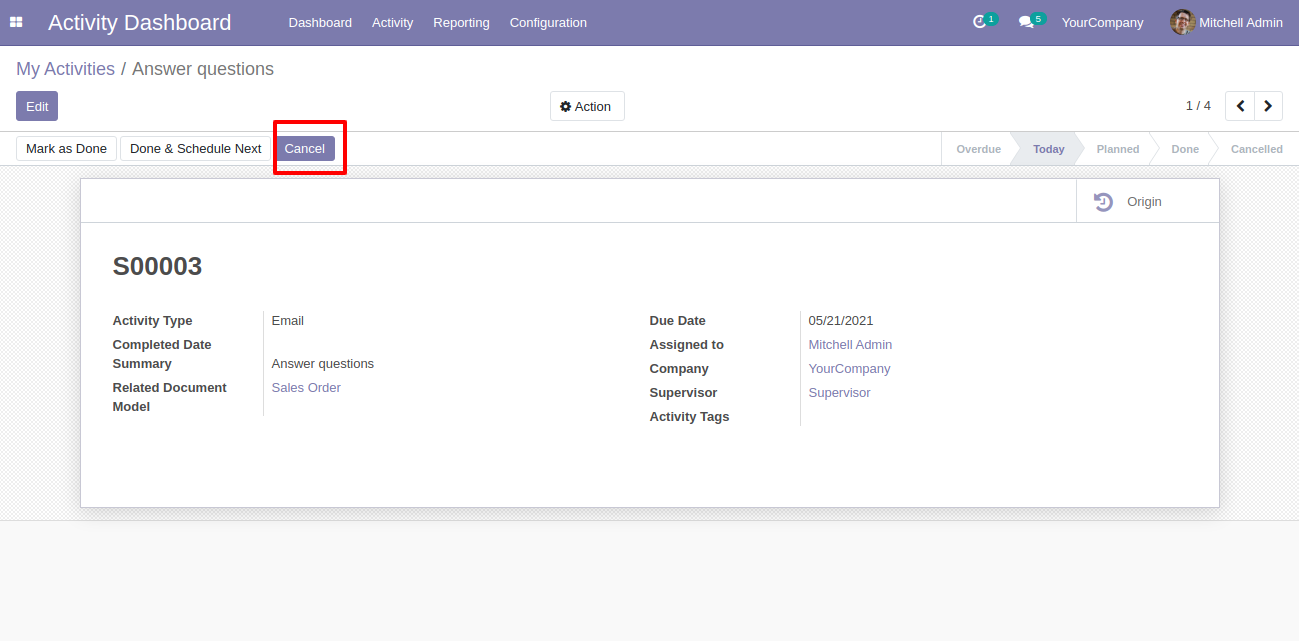 Activity Dashboard Dashboard Activity Reporting Configuration 1 5 YourCompany Mitchell Admin
My Activities / Answer questions
Edit Action 1 / 4
Mark as Done Done & Schedule Next Cancel Overdue Today Planned Done Cancelled
Origin
S00003
Activity Type Email
Completed Date
Summary Answer questions
Related Document Sales Order
Model
Due Date 05/21/2021
Assigned to Mitchell Admin
Company YourCompany
Supervisor Supervisor
Activity Tags